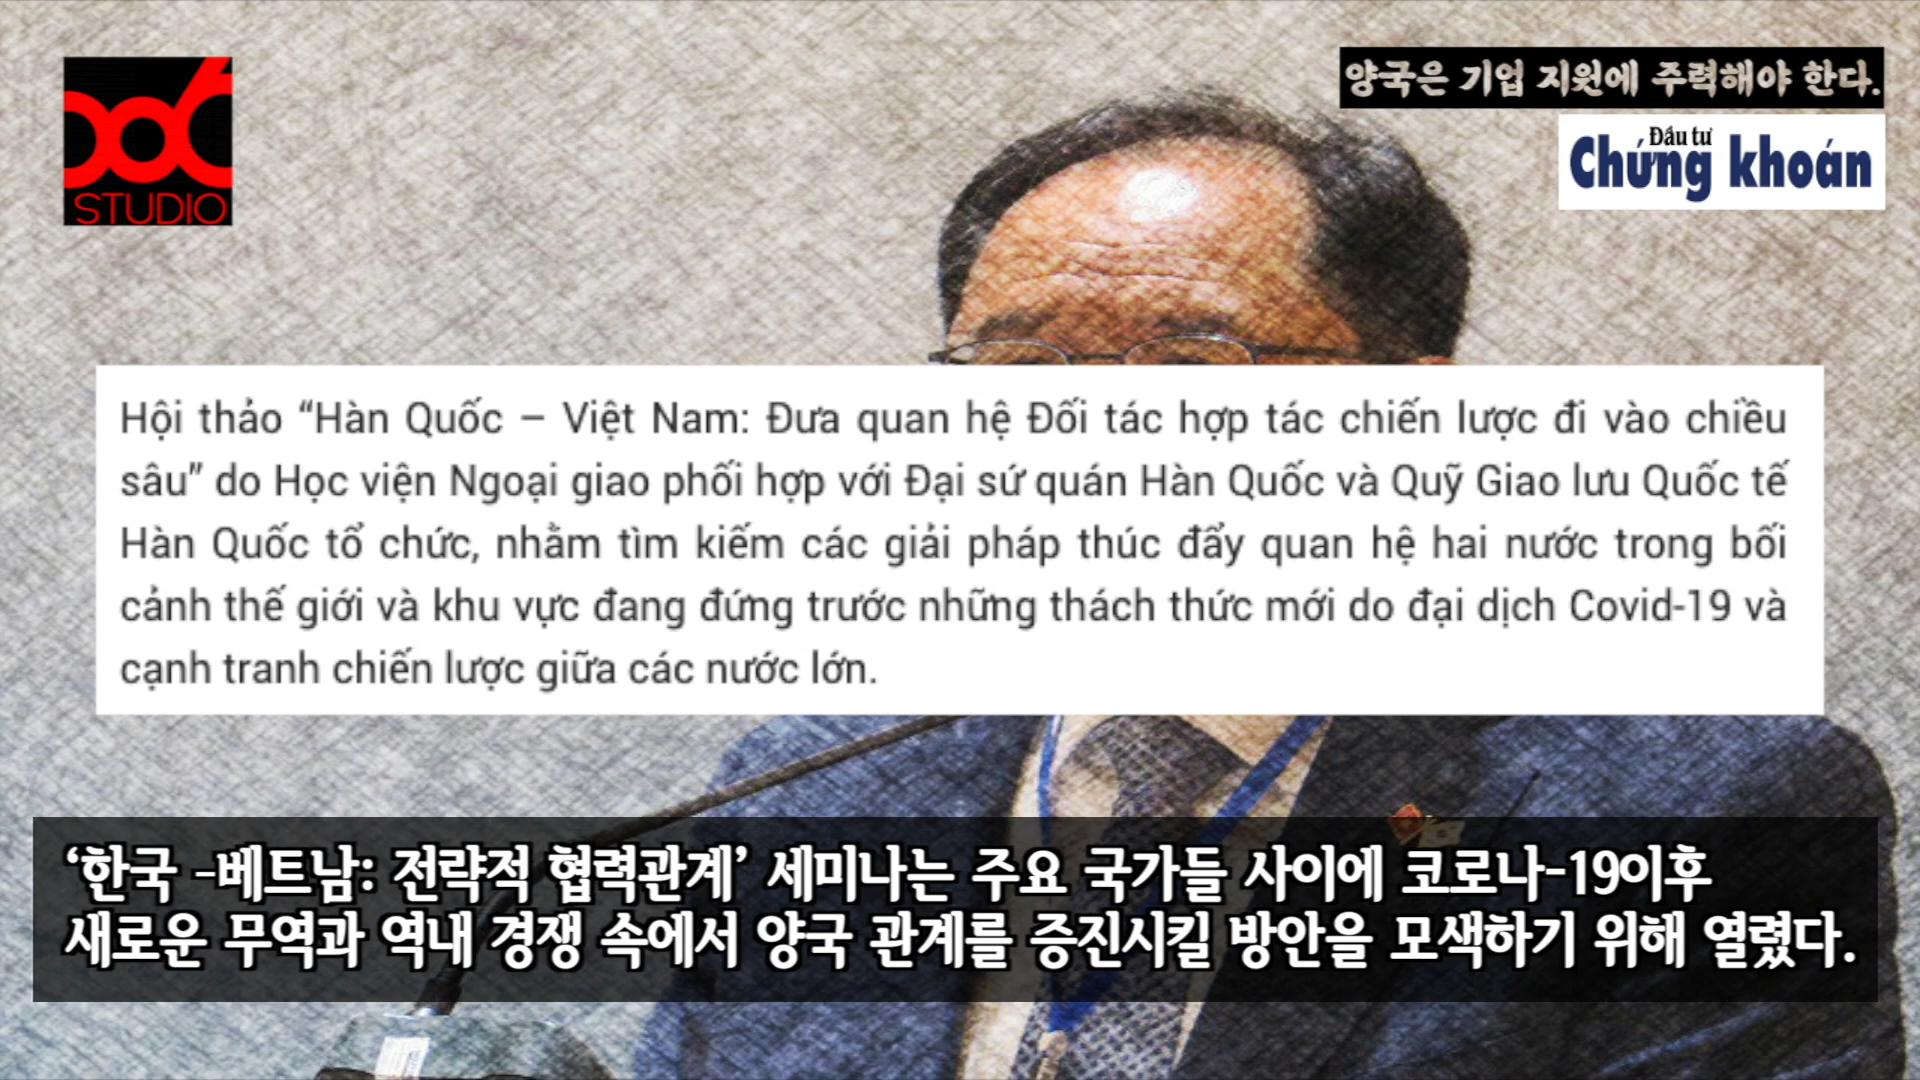 STUDIO
양국은 기업 지원에 주력해야 한다.
Đầu tư
Chứng khoán
Hội thảo “Hàn Quốc – Việt Nam: Đưa quan hệ Đối tác hợp tác chiến lược đi vào chiều
sâu” do Học viện Ngoại giao phối hợp với Đại sứ quán Hàn Quốc và Quỹ Giao lưu Quốc tế
Hàn Quốc tổ chức, nhằm tìm kiếm các giải pháp thúc đẩy quan hệ hai nước trong bối
cảnh thế giới và khu vực đang đứng trước những thách thức mới do đại dịch Covid-19 và
cạnh tranh chiến lược giữa các nước lớn.
‘한국 -베트남: 전략적 협력관계’ 세미나는 주요 국가들 사이에 코로나-19이후
새로운 무역과 역내 경쟁 속에서 양국 관계를 증진시킬 방안을 모색하기 위해 열렸다.